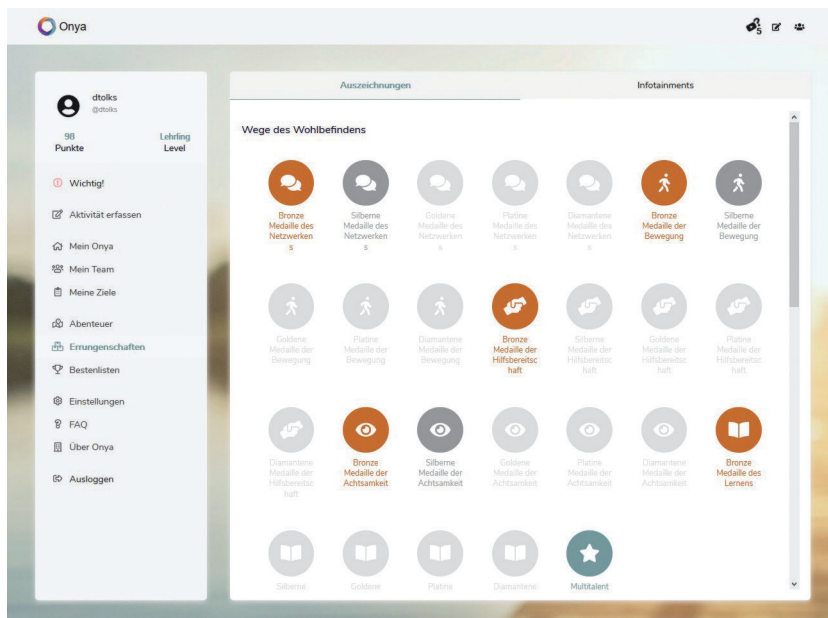 Onya
5
dtolks
@dtolks
98
Punkte
Lehrling
Level
Wichtig!
Aktivität erfassen
Mein Onya
Mein Team
Meine Ziele
Abenteuer
Errungenschaften
Bestenlisten
Einstellungen
FAQ
Über Onya
Ausloggen
Auszeichnungen
Infotainments
Wege des Wohlbefindens
Bronze
Medaille des
Netzwerken
s
Silberne
Medaille des
Netzwerken
s
Goldene
Medaille des
Netzwerken
s
Platine
Medaille des
Netzwerken
s
Diamantene
Medaille des
Netzwerken
s
Bronze
Medaille der
Bewegung
Silberne
Medaille der
Bewegung
Goldene
Medaille der
Bewegung
Platine
Medaille der
Bewegung
Diamantene
Medaille der
Bewegung
Bronze
Medaille der
Hilfsbereitsc
haft
Silberne
Medaille der
Hilfsbereitsc
haft
Goldene
Medaille der
Hilfsbereitsc
haft
Platine
Medaille der
Hilfsbereitsc
haft
Diamantene
Medaille der
Hilfsbereitsc
haft
Bronze
Medaille der
Achtsamkeit
Silberne
Medaille der
Achtsamkeit
Goldene
Medaille der
Achtsamkeit
Platine
Medaille der
Achtsamkeit
Diamantene
Medaille der
Achtsamkeit
Bronze
Medaille des
Lernens
Silberne
Goldene
Platine
Diamantene
Multitalent